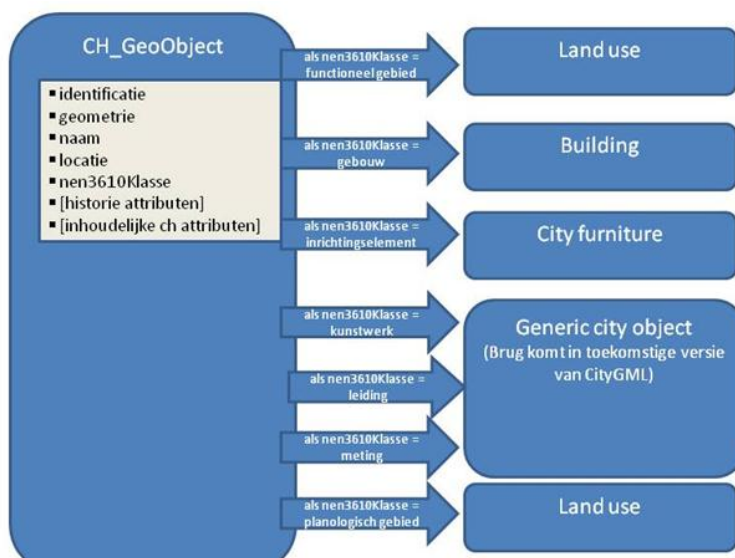 CH_GeoObject
▪ identificatie
▪ geometrie
▪ naam
▪ locatie
▪ nen3610Klasse
▪ [historie attributen]
▪ [inhoudelijke ch attributen]
als nen3610Klasse =
functioneel gebied
Land use
als nen3610Klasse =
gebouw
Building
als nen3610Klasse =
inrichtingselement
City furniture
als nen3610Klasse =
kunstwerk
als nen3610Klasse =
leiding
als nen3610Klasse =
meting
Generic city object
(Brug komt in toekomstige versie
van CityGML)
als nen3610Klasse =
planologisch gebied
Land use